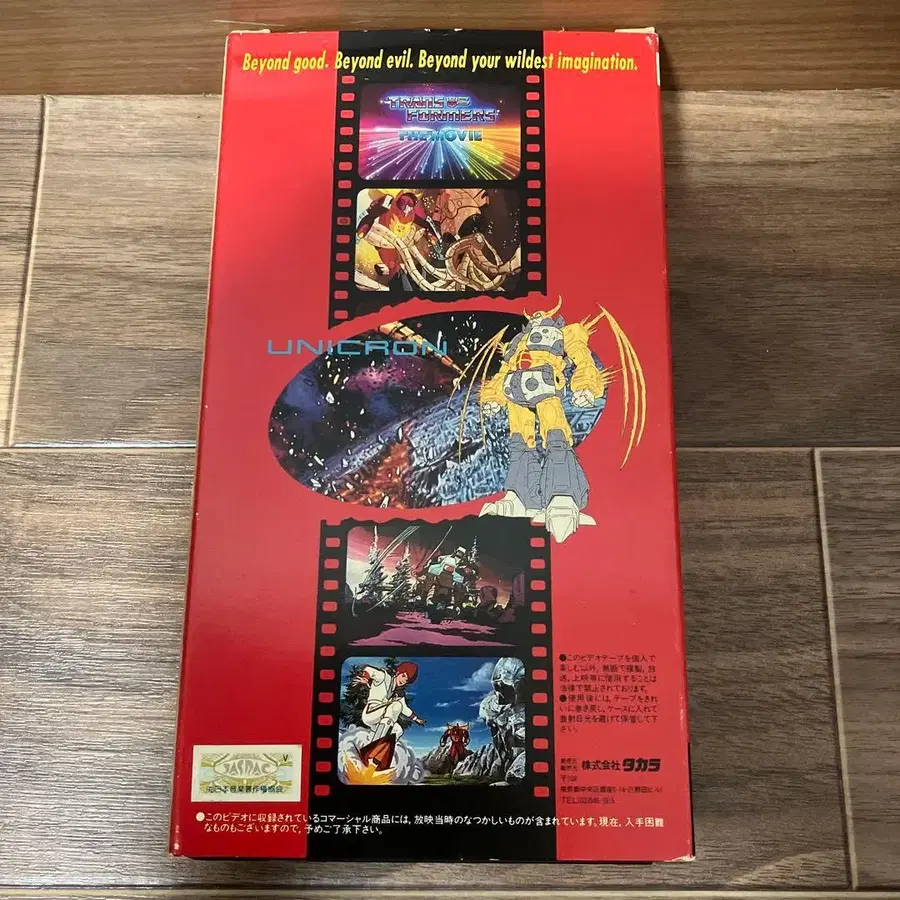 Beyond good. Beyond evil. Beyond your wildest imagination.
TRANSFORMERS
THE MOVIE
UNICRON
●このビデオテープを個人で
楽しむ以外、無断で複製、放
送、上映等に使用することは
法律で禁止されております。
●使用後には、テープをきれ
いに巻き戻し、ケースに入れて
直射日光を避けて保管して下
さい。
発売元
販売元 株式会社 タカラ
JASRAC
V
●このビデオに収録されているコマーシャル商品には、放映当時のなつかしいものが含まれています。現在、入手困難
なものもございますので、予めご了承下さい。